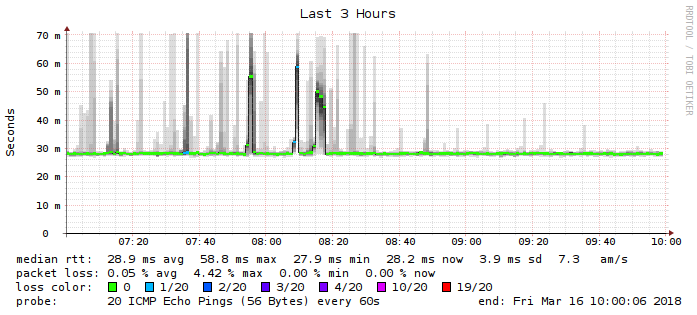 Last 3 Hours
RRDTOOL / TOBI OETIKER
Seconds
70 m
60 m
50 m
40 m
30 m
20 m
10 m
0
07:20 07:40 08:00 08:20 08:40 09:00 09:20 09:40 10:00
median rtt: 28.9 ms avg 58.8 ms max 27.9 ms min 28.2 ms now 3.9 ms sd 7.3 am/s
packet loss: 0.05 % avg 4.42 % max 0.00 % min 0.00 % now
loss color: 0 1/20 2/20 3/20 4/20 10/20 19/20
probe: 20 ICMP Echo Pings (56 Bytes) every 60s end: Fri Mar 16 10:00:06 2018